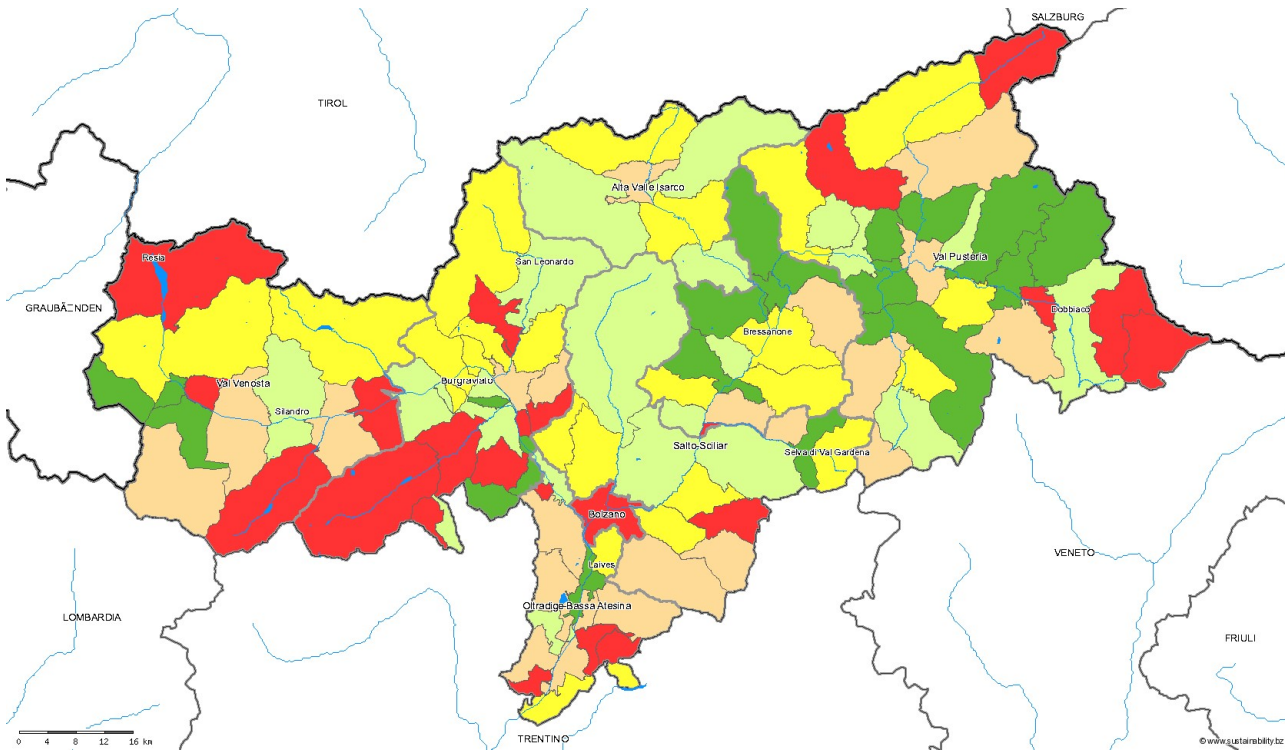 SALZBURG
TIROL
Alta Valle Isarco
Resia
San Leonardo
Val Pusteria
GRAUBÃ_NDEN
Dobbiaco
Bressanone
Val Venosta
Burgraviato
Silandro
Salto-Sciliar
Selva di Val Gardena
Bolzano
VENETO
Laives
Oltradige-Bassa Atesina
LOMBARDIA
FRIULI
TRENTINO
0 4 8 12 16 km
© www.sustainability.bz